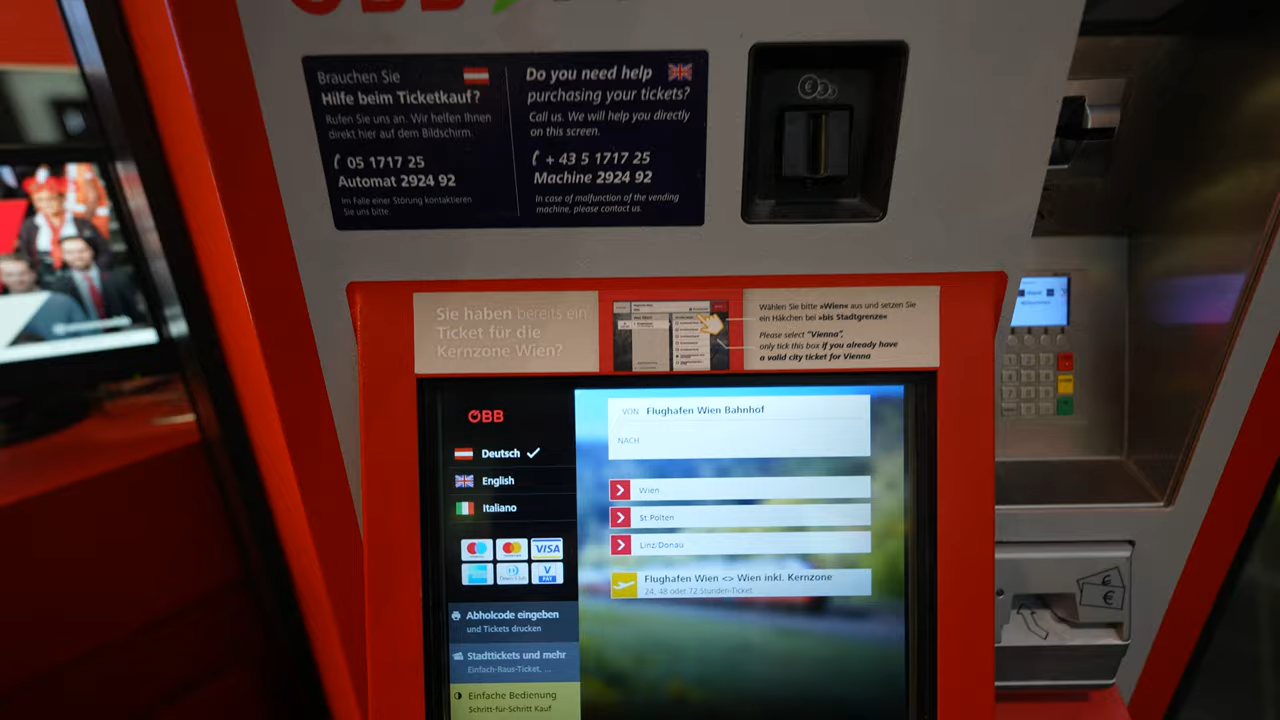 ÖBB
Brauchen Sie
Hilfe beim Ticketkauf?
Rufen Sie uns an. Wir helfen Ihnen
direkt hier auf dem Bildschirm.
05 1717 25
Automat 2924 92
Im Falle einer Störung kontaktieren
Sie uns bitte.
Do you need help
purchasing your tickets?
Call us. We will help you directly
on this screen.
+ 43 5 1717 25
Machine 2924 92
In case of malfunction of the vending
machine, please contact us.
€
Sie haben bereits ein
Ticket für die
Kernzone Wien?
Wählen Sie bitte »Wien« aus und setzen Sie
ein Häkchen bei »bis Stadtgrenze«
Please select "Vienna",
only tick this box if you already have
a valid city ticket for Vienna
ÖBB
Deutsch
English
Italiano
VISA
V PAY
Abholcode eingeben
und Tickets drucken
Stadttickets und mehr
Einfach-Raus-Ticket, ...
Einfache Bedienung
Schritt-für-Schritt Kauf
VON Flughafen Wien Bahnhof
NACH
Wien
St.Pölten
Linz/Donau
Flughafen Wien <> Wien inkl. Kernzone
24, 48 oder 72 Stunden-Ticket.
€
€